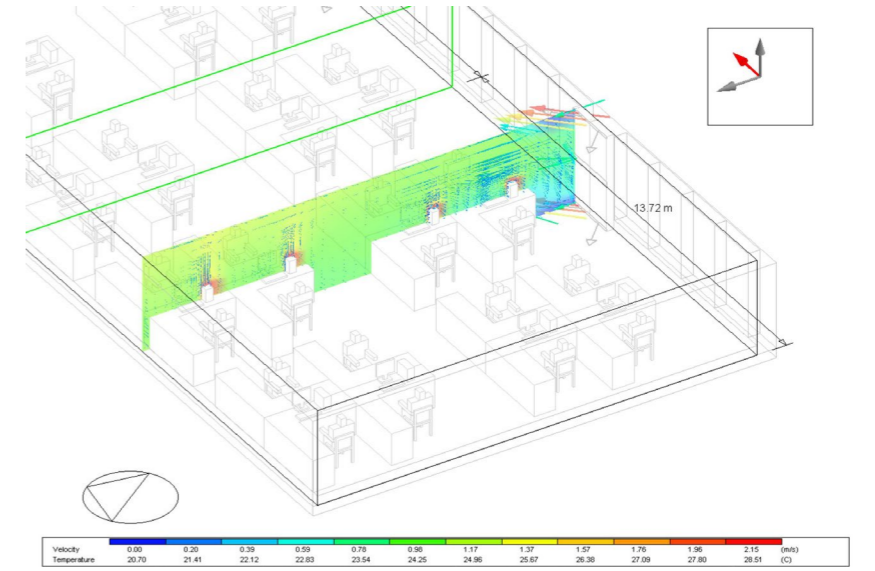 13.72 m
Velocity 0.00 0.20 0.39 0.59 0.78 0.98 1.17 1.37 1.57 1.76 1.96 2.15 (m/s)
Temperature 20.70 21.41 22.12 22.83 23.54 24.25 24.96 25.67 26.38 27.09 27.80 28.51 (C)